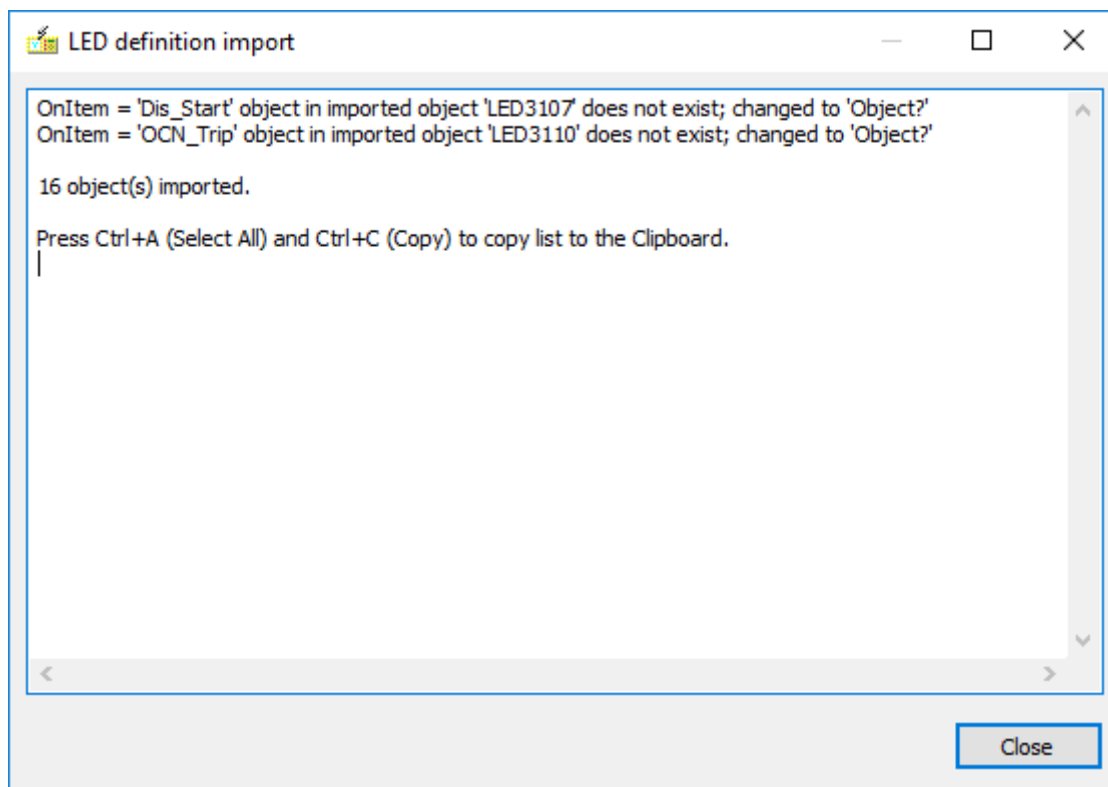 LED definition import
OnItem = 'Dis_Start' object in imported object 'LED3107' does not exist; changed to 'Object?'
OnItem = 'OCN_Trip' object in imported object 'LED3110' does not exist; changed to 'Object?'
16 object(s) imported.
Press Ctrl+A (Select All) and Ctrl+C (Copy) to copy list to the Clipboard.
Close